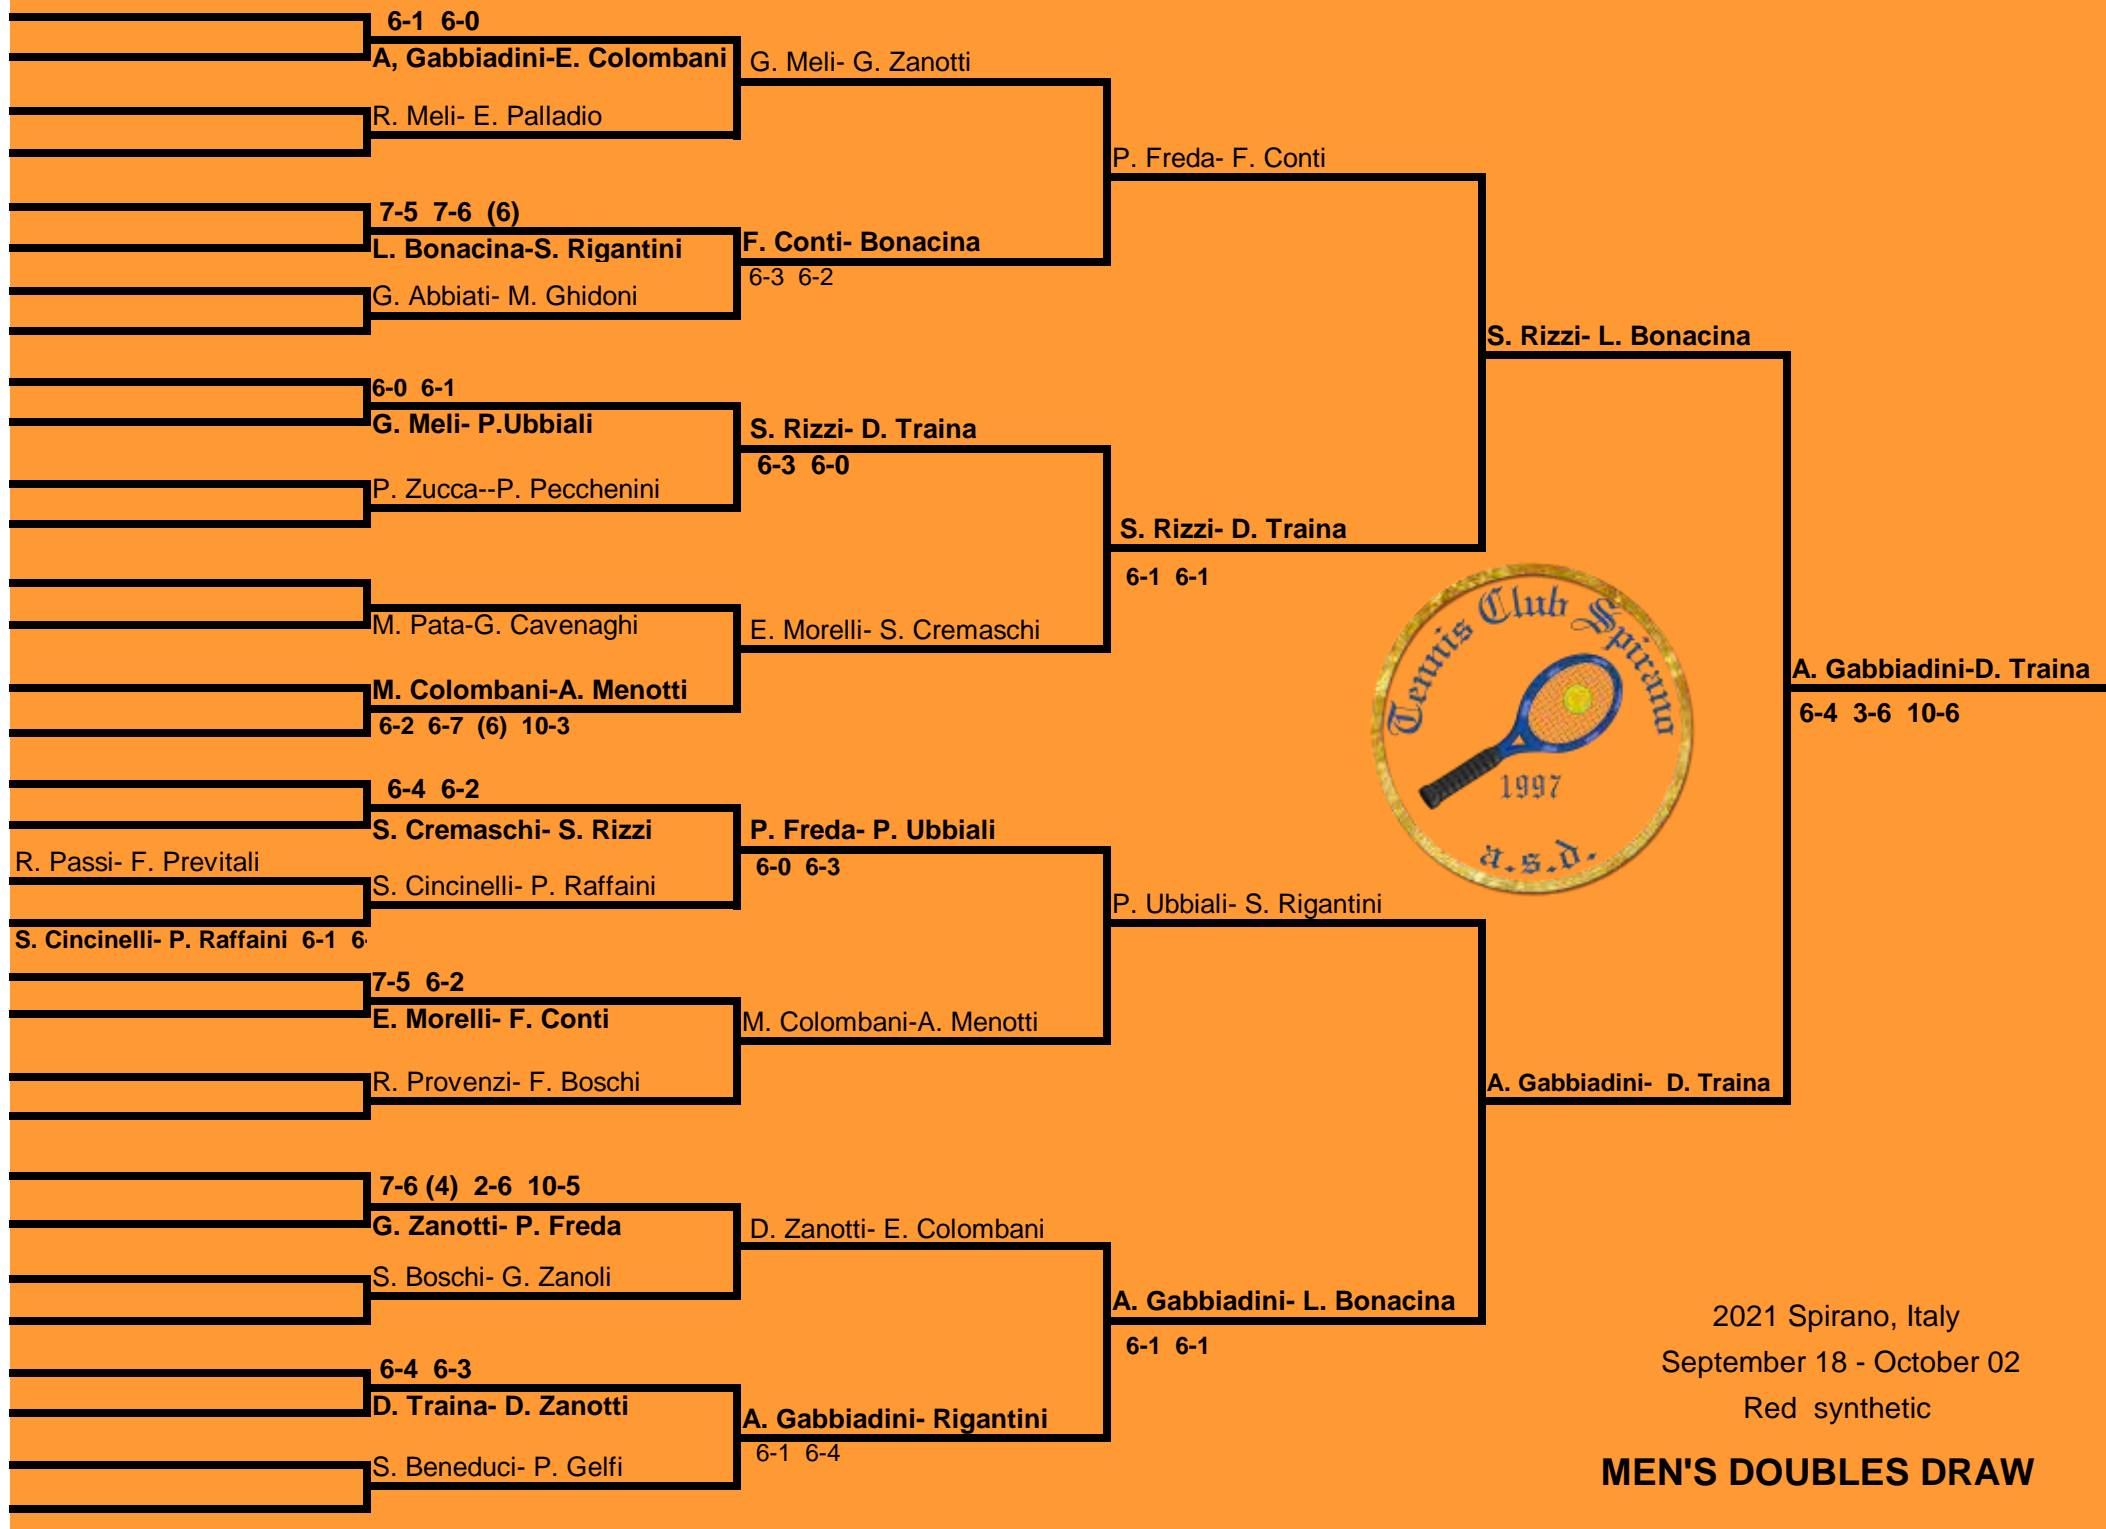 6-1 6-0
A, Gabbiadini-E. Colombani
R. Meli- E. Palladio
7-5 7-6 (6)
L. Bonacina-S. Rigantini
G. Abbiati- M. Ghidoni
6-0 6-1
G. Meli- P.Ubbiali
P. Zucca--P. Pecchenini
M. Pata-G. Cavenaghi
M. Colombani-A. Menotti
6-2 6-7 (6) 10-3
6-4 6-2
S. Cremaschi- S. Rizzi
R. Passi- F. Previtali
S. Cincinelli- P. Raffaini
S. Cincinelli- P. Raffaini 6-1 6-
7-5 6-2
E. Morelli- F. Conti
R. Provenzi- F. Boschi
7-6 (4) 2-6 10-5
G. Zanotti- P. Freda
S. Boschi- G. Zanoli
6-4 6-3
D. Traina- D. Zanotti
S. Beneduci- P. Gelfi
G. Meli- G. Zanotti
F. Conti- Bonacina
6-3 6-2
S. Rizzi- D. Traina
6-3 6-0
E. Morelli- S. Cremaschi
P. Freda- P. Ubbiali
6-0 6-3
M. Colombani-A. Menotti
D. Zanotti- E. Colombani
A. Gabbiadini- Rigantini
6-1 6-4
P. Freda- F. Conti
S. Rizzi- D. Traina
6-1 6-1
P. Ubbiali- S. Rigantini
A. Gabbiadini- L. Bonacina
6-1 6-1
S. Rizzi- L. Bonacina
A. Gabbiadini- D. Traina
A. Gabbiadini-D. Traina
6-4 3-6 10-6
Tennis Club Spirano
1997
a.s.d.
2021 Spirano, Italy
September 18 - October 02
Red synthetic
MEN'S DOUBLES DRAW